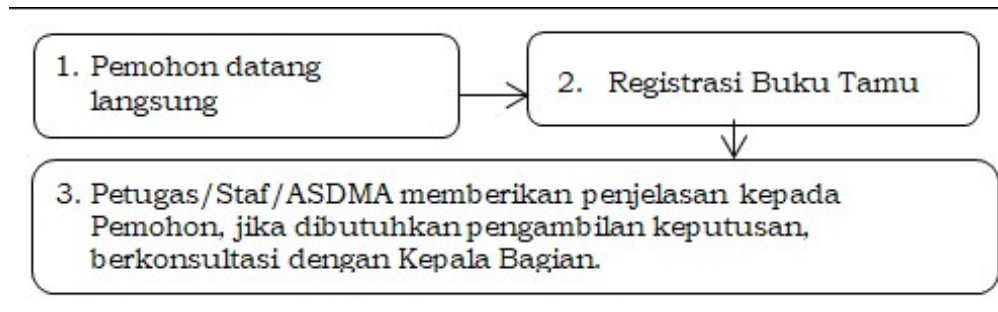 1. Pemohon datang
langsung
2. Registrasi Buku Tamu
3. Petugas/Staf/ASDMA memberikan penjelasan kepada
Pemohon, jika dibutuhkan pengambilan keputusan,
berkonsultasi dengan Kepala Bagian.